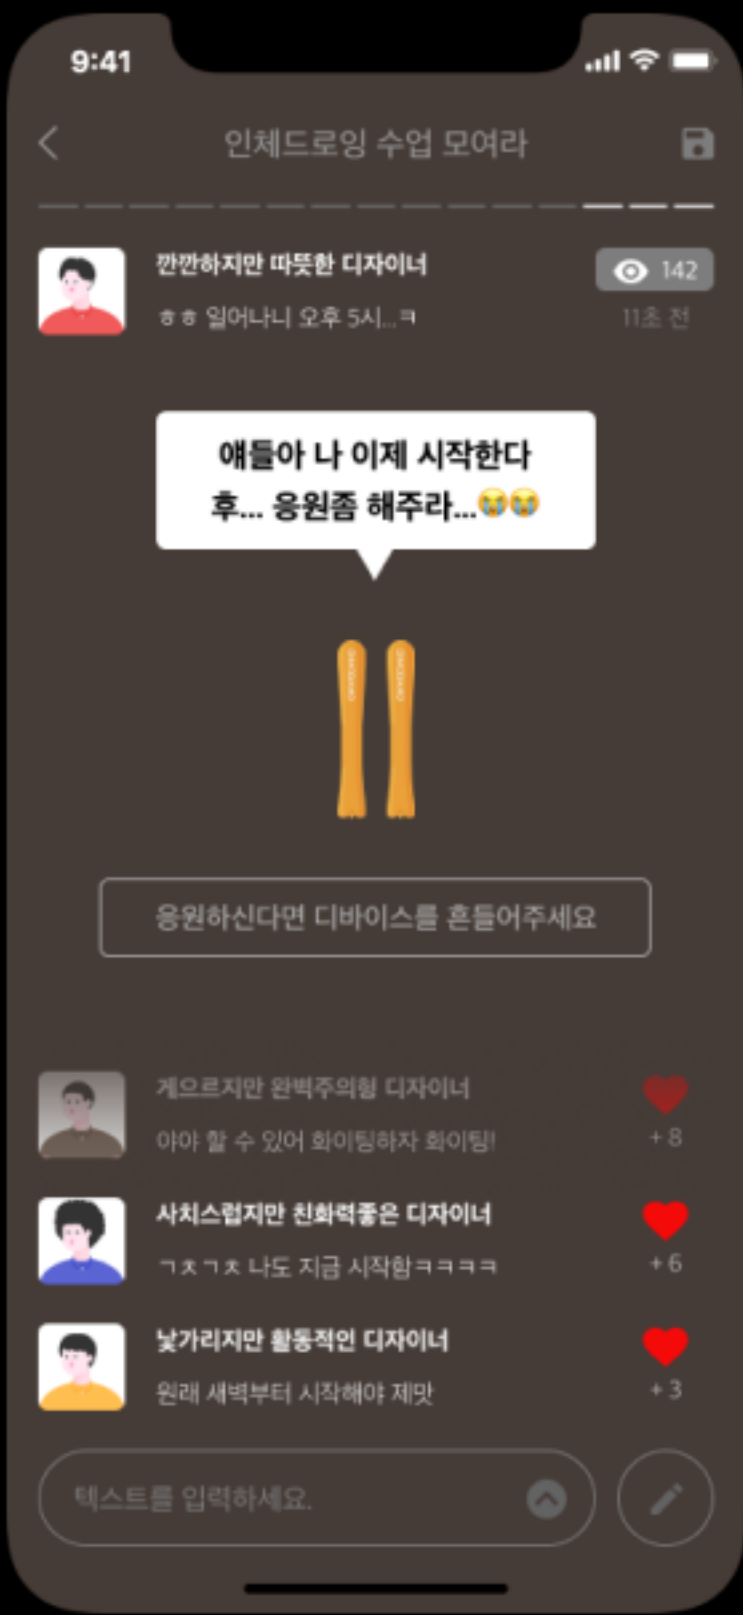 9:41
인체드로잉 수업 모여라
깐깐하지만 따뜻한 디자이너
142
ㅎㅎ 일어나니 오후 5시...ㅋ
11초 전
얘들아 나 이제 시작한다
후... 응원좀 해주라...😭😭
응원하신다면 디바이스를 흔들어주세요
게으르지만 완벽주의형 디자이너
야야 할 수 있어 화이팅하자 화이팅!
+ 8
사치스럽지만 친화력좋은 디자이너
ㄱㅊㄱㅊ 나도 지금 시작함ㅋㅋㅋㅋ
+ 6
낯가리지만 활동적인 디자이너
원래 새벽부터 시작해야 제맛
+ 3
텍스트를 입력하세요.